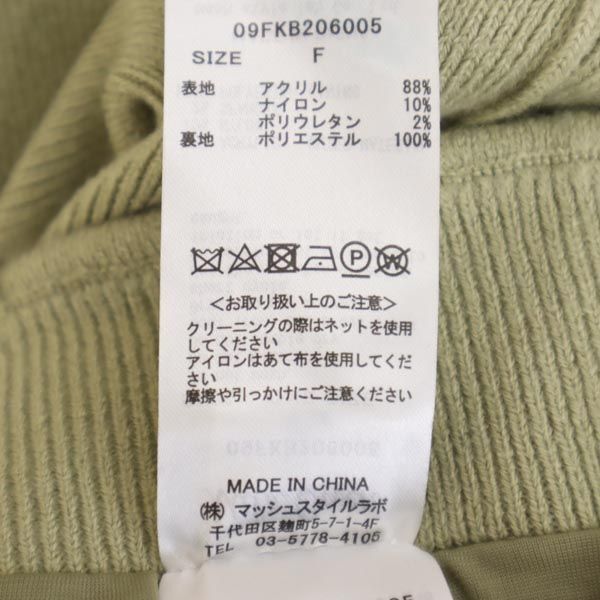 09FKB206005
SIZE F
表地 アクリル 88%
ナイロン 10%
ポリウレタン 2%
裏地 ポリエステル 100%
P W
<お取り扱い上のご注意>
クリーニングの際はネットを使用
してください
アイロンはあて布を使用してくだ
さい
摩擦や引っかけにご注意ください
MADE IN CHINA
(株) マッシュスタイルラボ
千代田区麹町5-7-1-4F
TEL 03-5778-4105